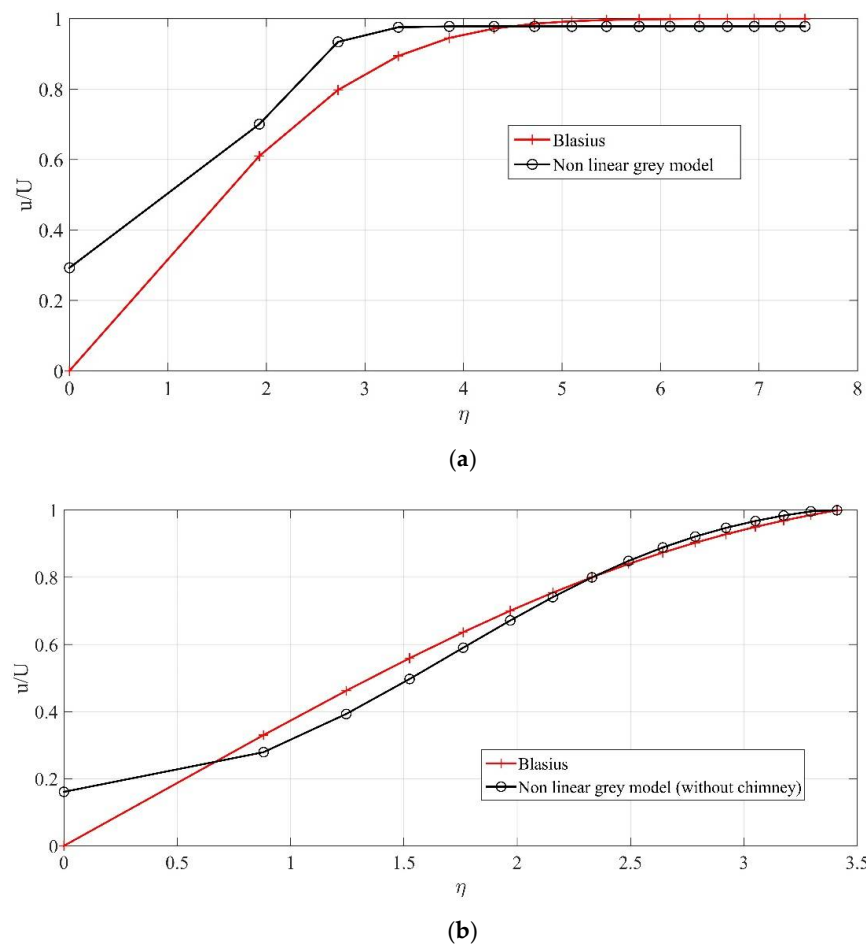 1
0.8
0.6
0.4
0.2
0
u/U
Blasius
Non linear grey model
0 1 2 3 4 5 6 7 8
η
(a)
1
0.8
0.6
0.4
0.2
0
u/U
Blasius
Non linear grey model (without chimney)
0 0.5 1 1.5 2 2.5 3 3.5
η
(b)